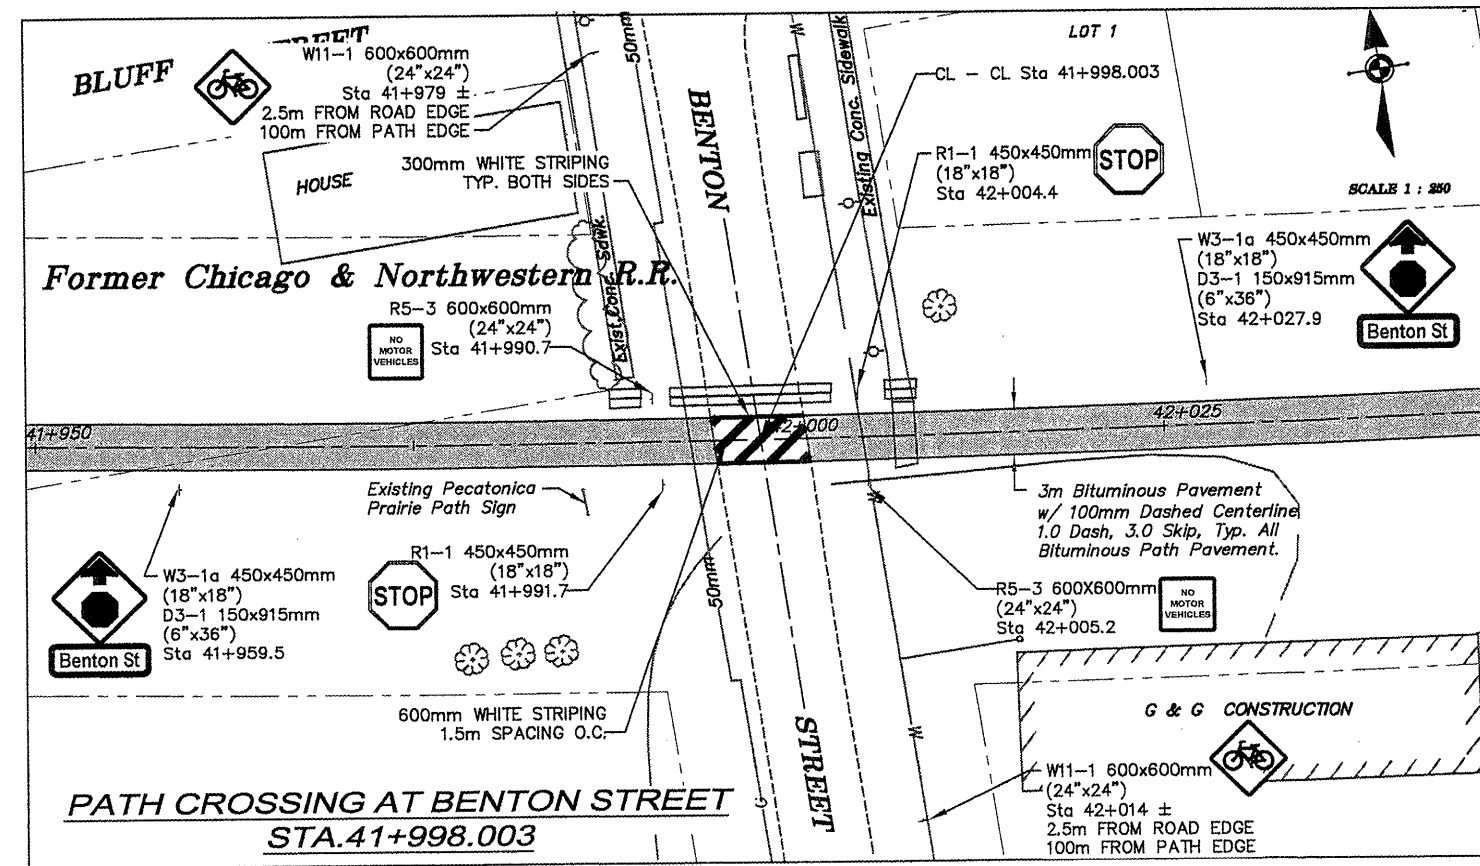 BLUFF STREET
W11-1 600x600mm
(24"x24")
Sta 41+979 ±
2.5m FROM ROAD EDGE
100m FROM PATH EDGE
300mm WHITE STRIPING
TYP. BOTH SIDES
HOUSE
50mm
BENTON
Existing Conc. Sidewalk
W
LOT 1
CL - CL Sta 41+998.003
R1-1 450x450mm
(18"x18")
Sta 42+004.4
STOP
SCALE 1 : 250
W3-1a 450x450mm
(18"x18")
D3-1 150x915mm
(6"x36")
Sta 42+027.9
Benton St
Former Chicago & Northwestern R.R.
Exist. Conc. Sdwk.
R5-3 600x600mm
(24"x24")
Sta 41+990.7
NO
MOTOR
VEHICLES
41+950
42+000
42+025
Existing Pecatonica
Prairie Path Sign
3m Bituminous Pavement
w/ 100mm Dashed Centerline
1.0 Dash, 3.0 Skip, Typ. All
Bituminous Path Pavement.
W3-1a 450x450mm
(18"x18")
D3-1 150x915mm
(6"x36")
Sta 41+959.5
Benton St
R1-1 450x450mm
(18"x18")
Sta 41+991.7
STOP
50mm
R5-3 600X600mm
(24"x24")
Sta 42+005.2
NO
MOTOR
VEHICLES
600mm WHITE STRIPING
1.5m SPACING O.C.
STREET
W
G
G & G CONSTRUCTION
W11-1 600x600mm
(24"x24")
Sta 42+014 ±
2.5m FROM ROAD EDGE
100m FROM PATH EDGE
PATH CROSSING AT BENTON STREET
STA.41+998.003